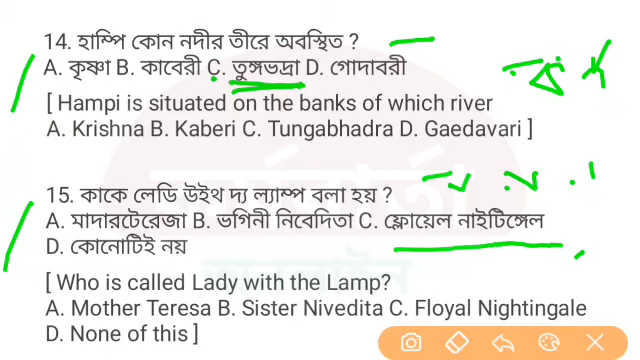 14. হাম্পি কোন নদীর তীরে অবস্থিত ?
A. কৃষ্ণা B. কাবেরী C. তুঙ্গভদ্রা D. গোদাবরী
[ Hampi is situated on the banks of which river
A. Krishna B. Kaberi C. Tungabhadra D. Gaedavari ]
15. কাকে লেডি উইথ দ্য ল্যাম্প বলা হয় ?
A. মাদারটেরেজা B. ভগিনী নিবেদিতা C. ফ্লোয়েল নাইটিঙ্গেল
D. কোনোটিই নয়
[ Who is called Lady with the Lamp?
A. Mother Teresa B. Sister Nivedita C. Floyal Nightingale
D. None of this ]